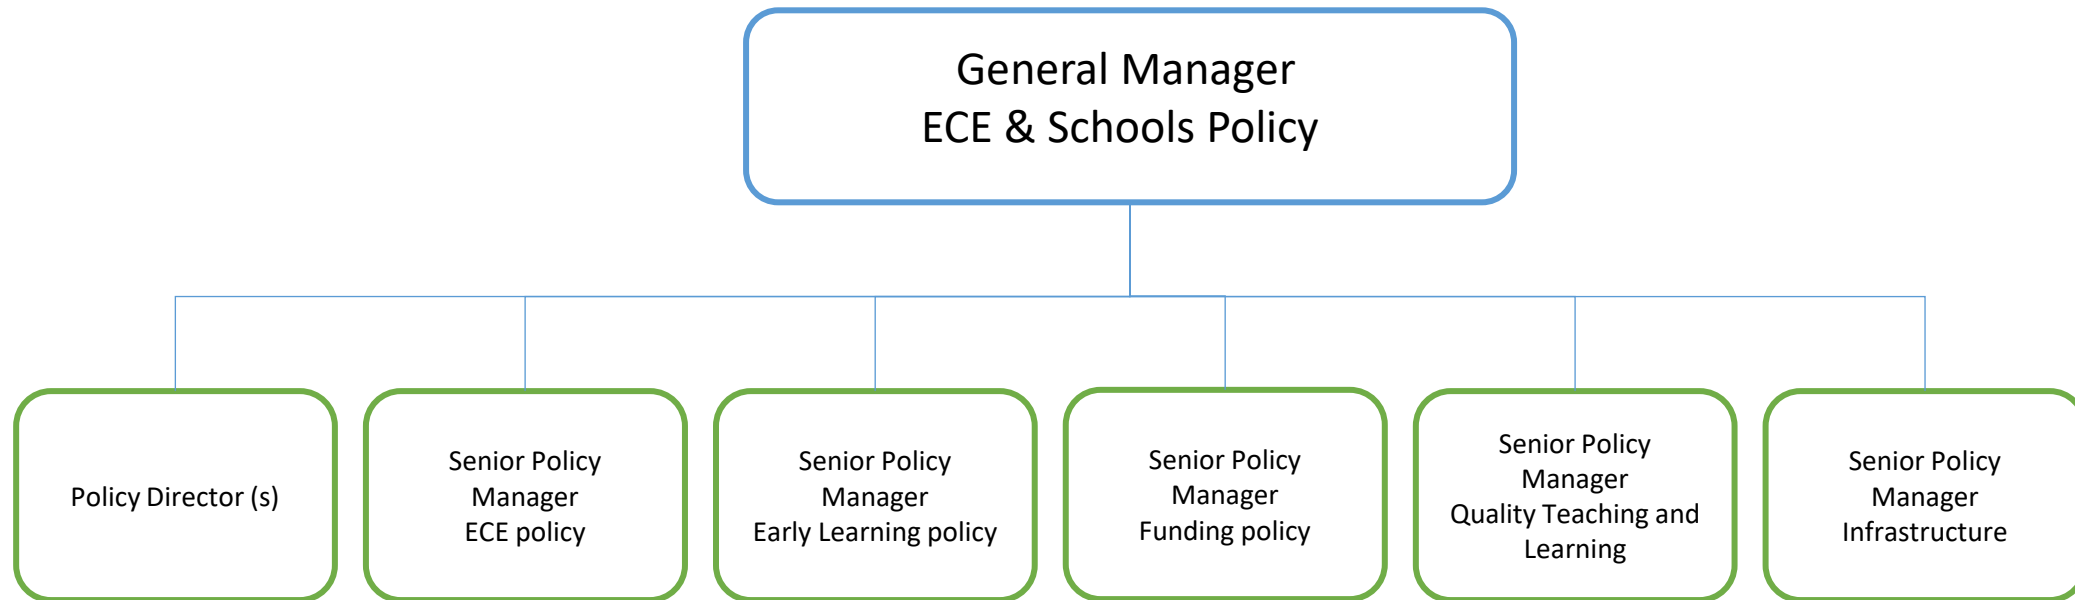 General Manager
ECE & Schools Policy
Policy Director (s)
Senior Policy
Manager
ECE policy
Senior Policy
Manager
Early Learning policy
Senior Policy
Manager
Funding policy
Senior Policy
Manager
Quality Teaching and
Learning
Senior Policy
Manager
Infrastructure